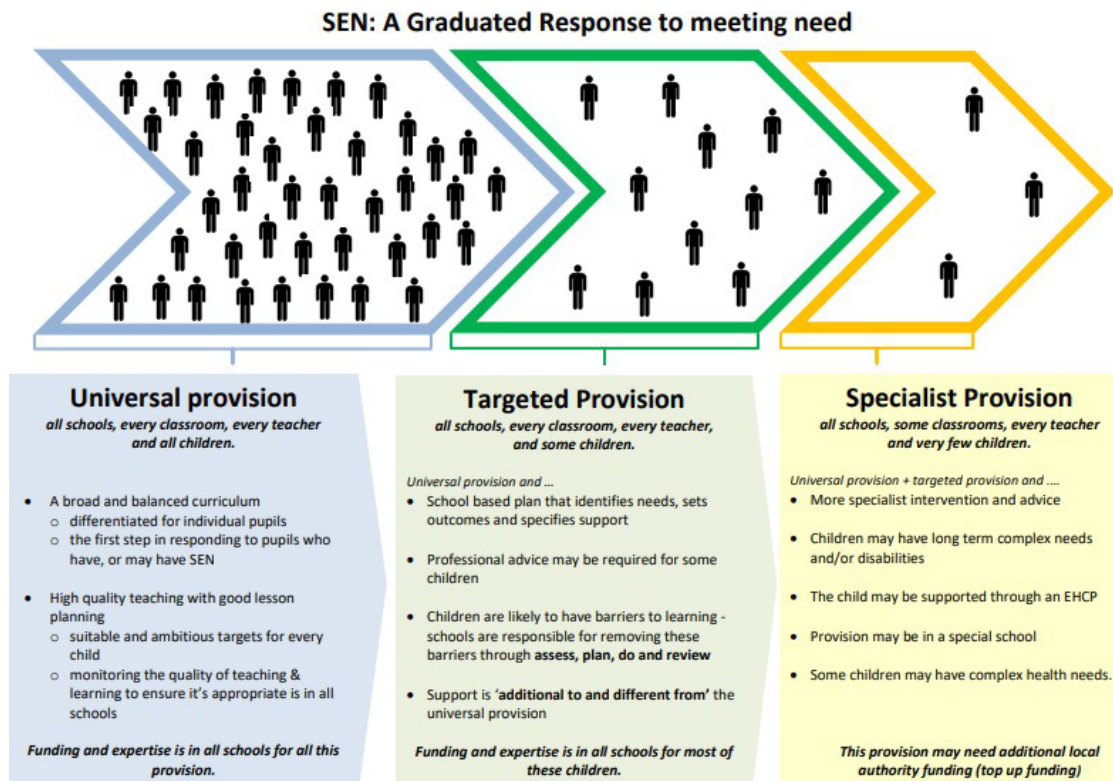 SEN: A Graduated Response to meeting need
Universal provision
all schools, every classroom, every teacher
and all children.
• A broad and balanced curriculum
o differentiated for individual pupils
o the first step in responding to pupils who
have, or may have SEN
• High quality teaching with good lesson
planning
o suitable and ambitious targets for every
child
o monitoring the quality of teaching &
learning to ensure it's appropriate is in all
schools
Funding and expertise is in all schools for all this
provision.
Targeted Provision
all schools, every classroom, every teacher,
and some children.
Universal provision and ...
• School based plan that identifies needs, sets
outcomes and specifies support
• Professional advice may be required for some
children
• Children are likely to have barriers to learning -
schools are responsible for removing these
barriers through assess, plan, do and review
• Support is 'additional to and different from' the
universal provision
Funding and expertise is in all schools for most of
these children.
Specialist Provision
all schools, some classrooms, every teacher
and very few children.
Universal provision + targeted provision and ....
• More specialist intervention and advice
• Children may have long term complex needs
and/or disabilities
• The child may be supported through an EHCP
• Provision may be in a special school
• Some children may have complex health needs.
This provision may need additional local
authority funding (top up funding)